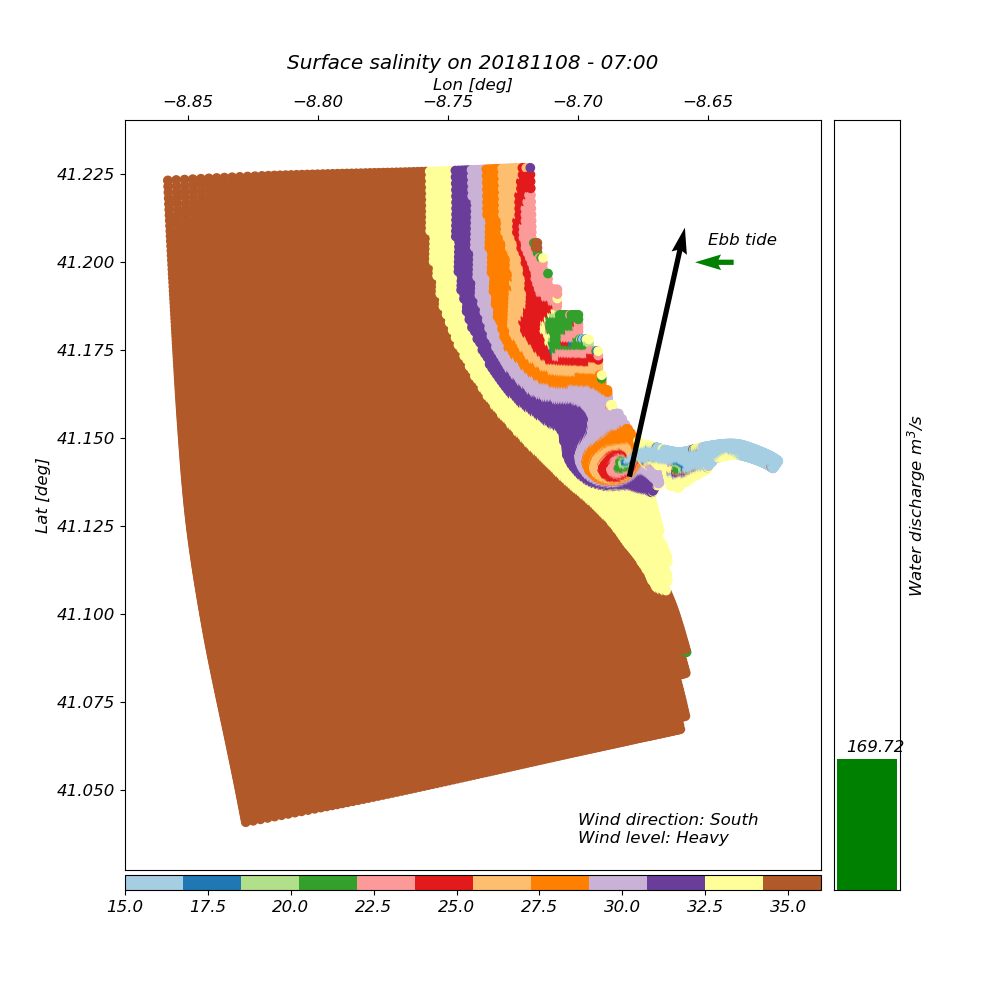 Surface salinity on 20181108 - 07:00
Lon [deg]
−8.85 −8.80 −8.75 −8.70 −8.65
41.225
41.200
41.175
41.150
41.125
41.100
41.075
41.050
Lat [deg]
Ebb tide
Wind direction: South
Wind level: Heavy
169.72
Water discharge m³/s
15.0 17.5 20.0 22.5 25.0 27.5 30.0 32.5 35.0